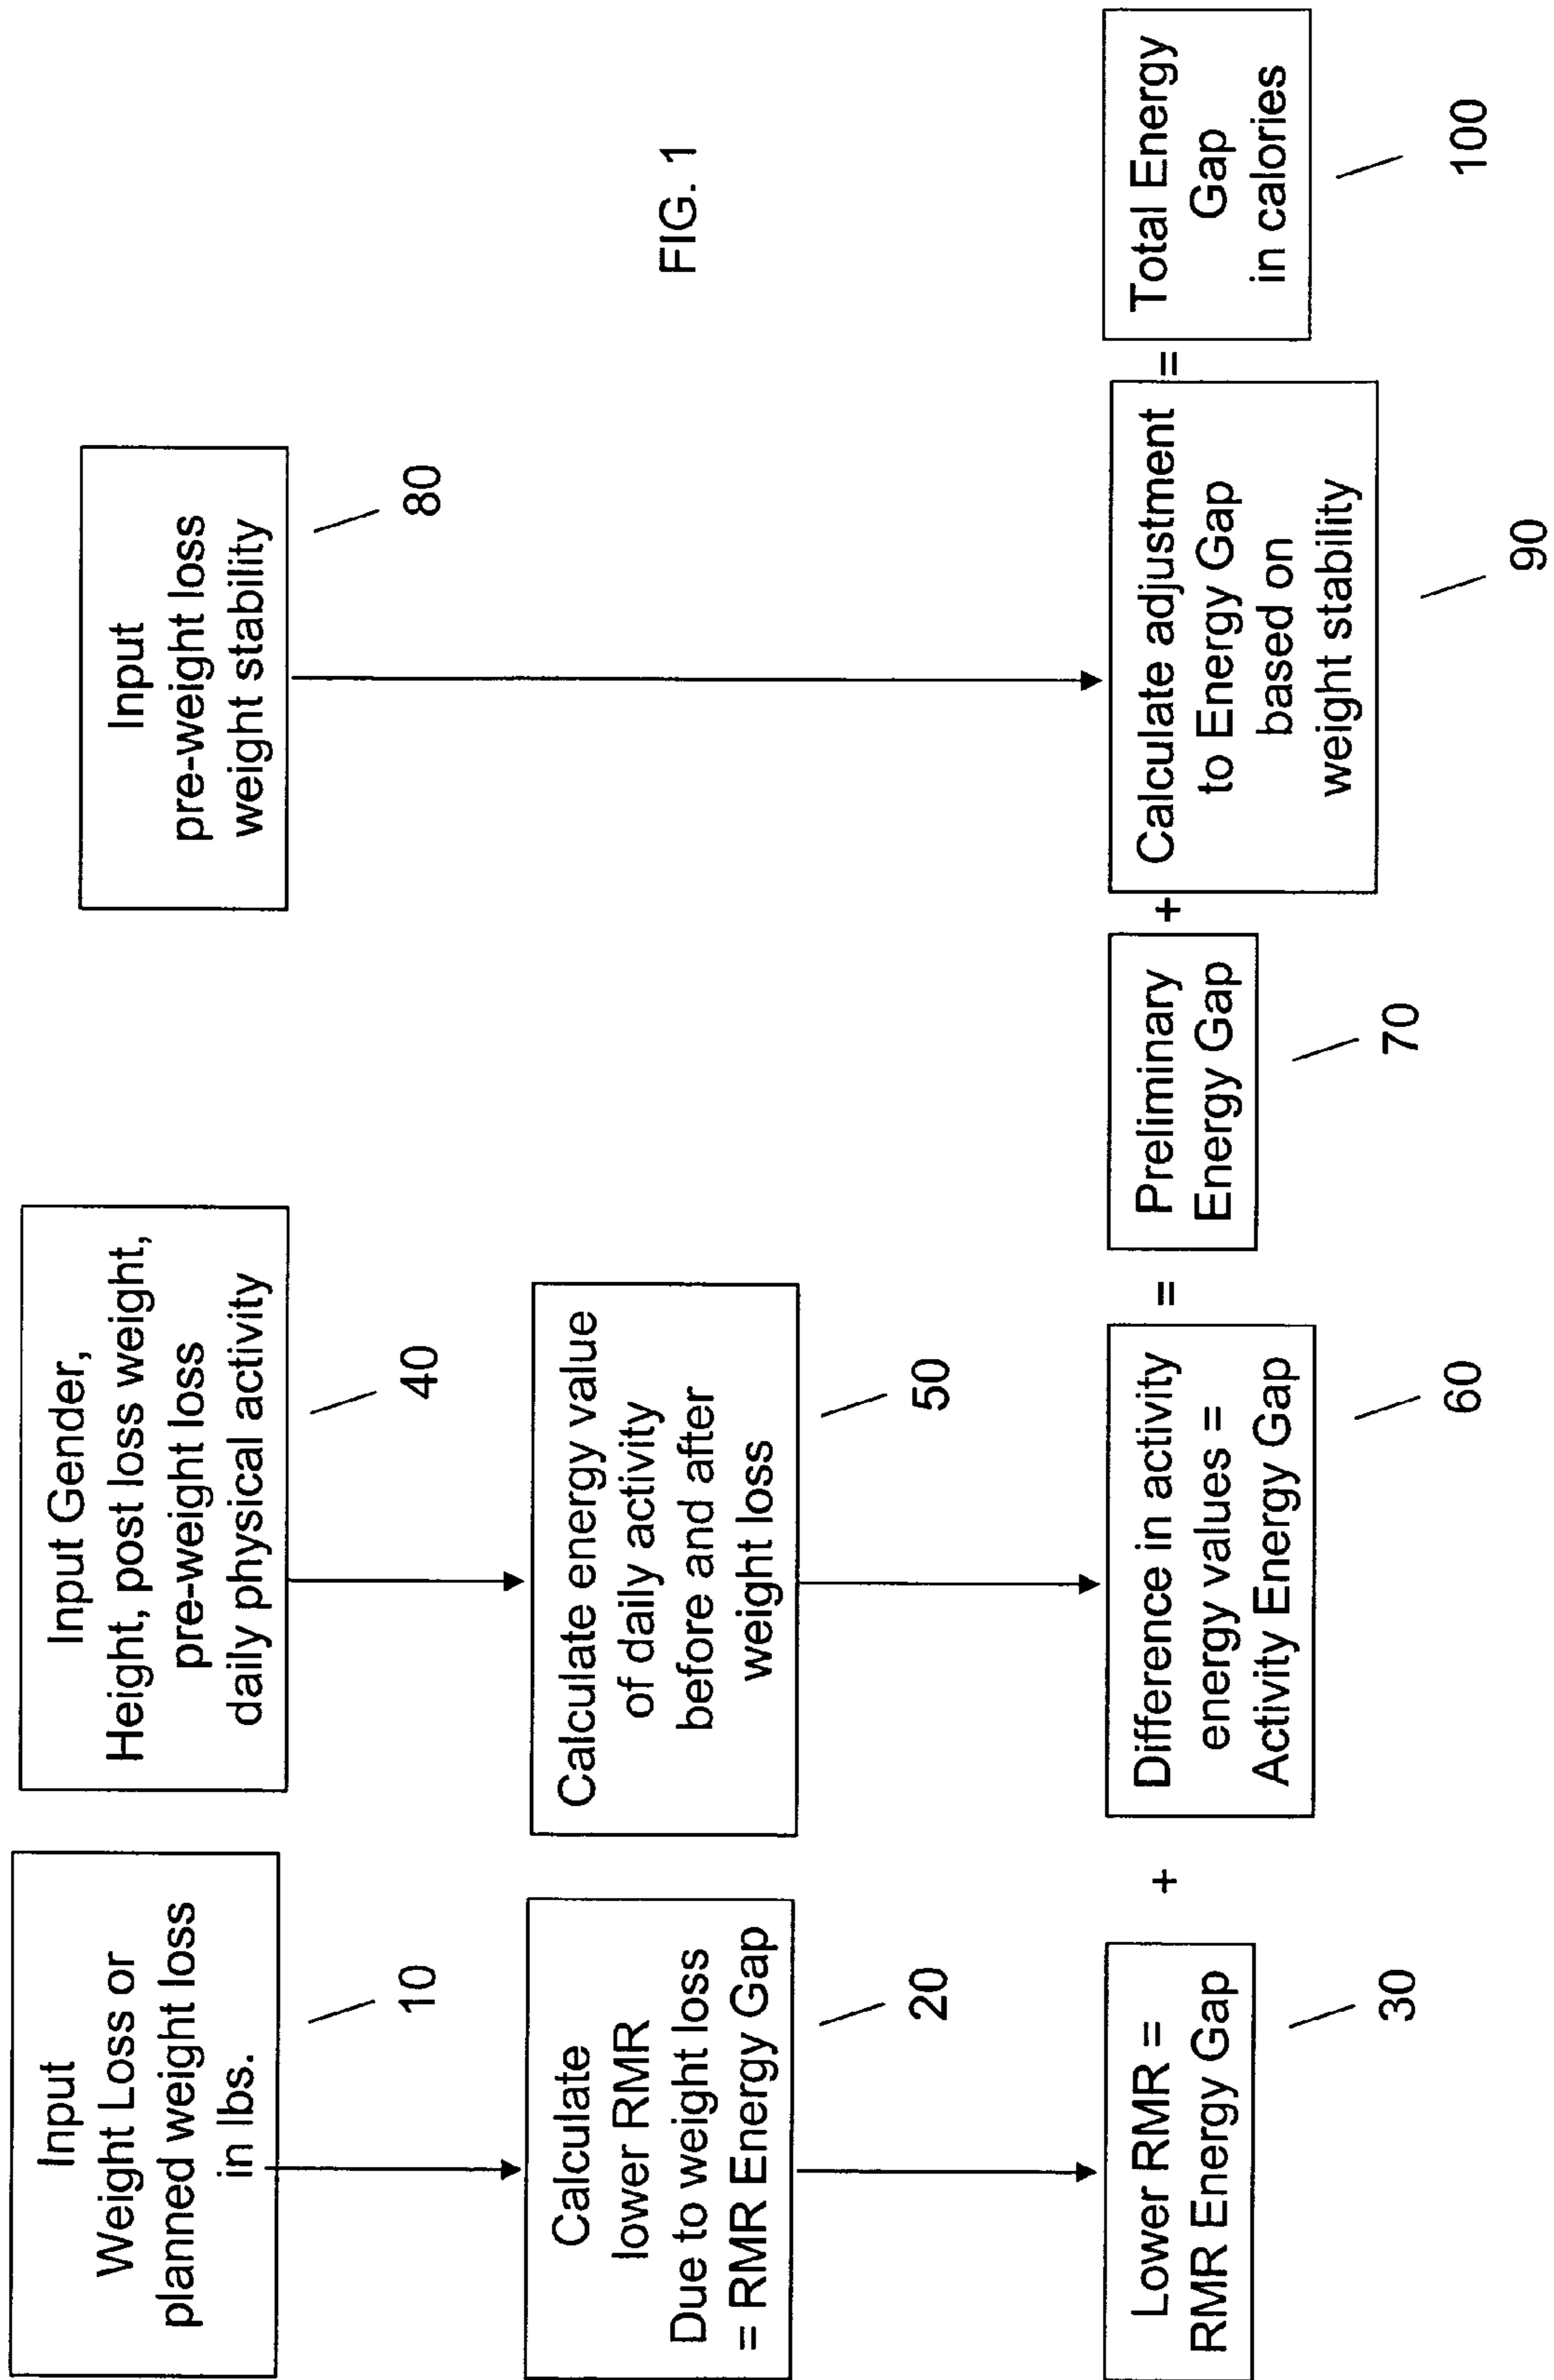 Input
Weight Loss or
planned weight loss
in lbs.
10
Input Gender,
Height, post loss weight,
pre-weight loss
daily physical activity
40
Input
pre-weight loss
weight stability
80
Calculate
lower RMR
Due to weight loss
= RMR Energy Gap
20
Calculate energy value
of daily activity
before and after
weight loss
50
FIG. 1
Lower RMR =
RMR Energy Gap
30
+
Difference in activity
energy values =
Activity Energy Gap
60
=
Preliminary
Energy Gap
70
+
Calculate adjustment
to Energy Gap
based on
weight stability
90
=
Total Energy
Gap
in calories
100